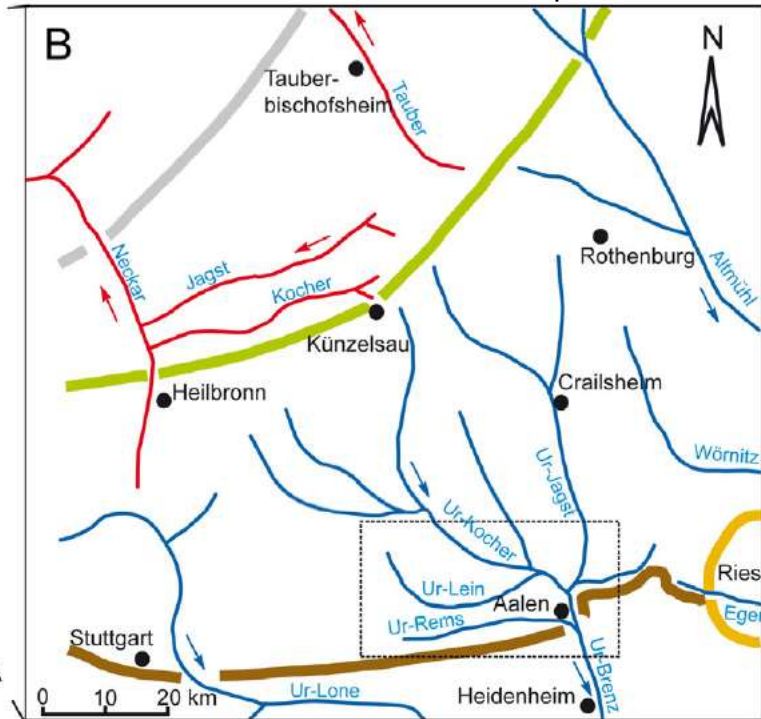 B
N
Tauber-
bischofsheim
Tauber
Rothenburg
Altmühl
Neckar
Jagst
Kocher
Künzelsau
Heilbronn
Crailsheim
Wörnitz
Ur-Jagst
Ur-Kocher
Ur-Lein
Ur-Rems
Aalen
Ries
Eger
Stuttgart
Ur-Lone
Ur-Brenz
Heidenheim
0 10 20 km